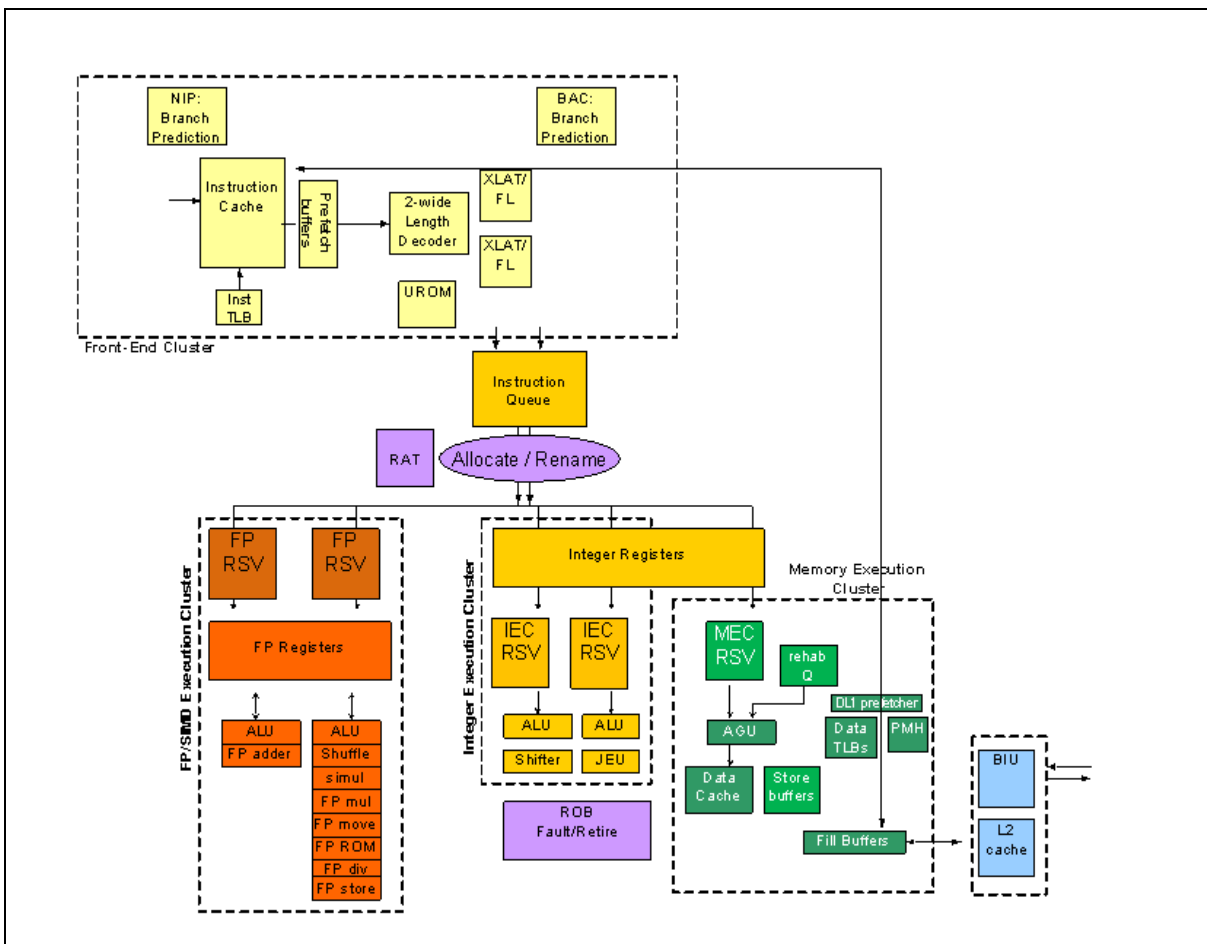 NIP:
Branch
Prediction
BAC:
Branch
Prediction
Instruction
Cache
Prefetch
buffers
2-wide
Length
Decoder
XLAT/
FL
XLAT/
FL
UROM
Inst
TLB
Front-End Cluster
Instruction
Queue
RAT
Allocate / Rename
FP/SIMD Execution Cluster
FP
RSV
FP
RSV
FP Registers
ALU
FP adder
ALU
Shuffle
simul
FP mul
FP move
FP ROM
FP div
FP store
Integer Execution Cluster
Integer Registers
IEC
RSV
IEC
RSV
ALU
Shifter
ALU
JEU
ROB
Fault/Retire
Memory Execution
Cluster
MEC
RSV
rehab
Q
DL1 prefetcher
AGU
Data
TLBs
PMH
Data
Cache
Store
buffers
Fill Buffers
BIU
L2
cache